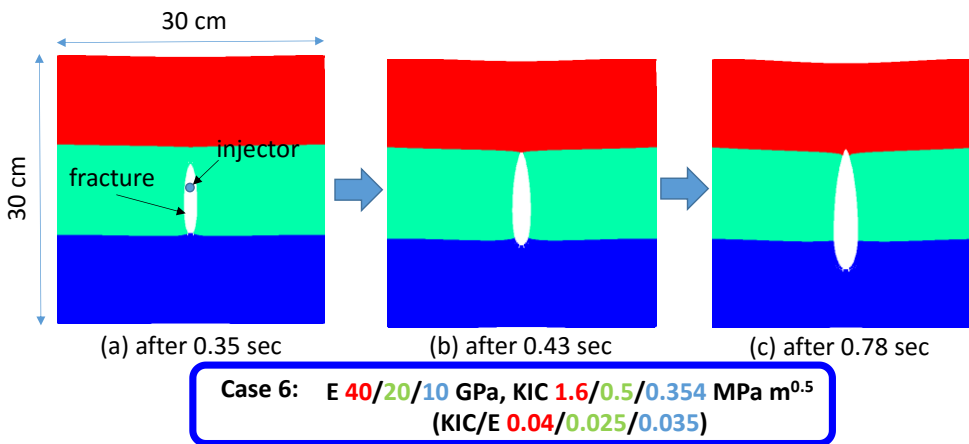 30 cm
30 cm
injector
fracture
(a) after 0.35 sec
(b) after 0.43 sec
(c) after 0.78 sec
Case 6: E 40/20/10 GPa, KIC 1.6/0.5/0.354 MPa m^0.5
(KIC/E 0.04/0.025/0.035)